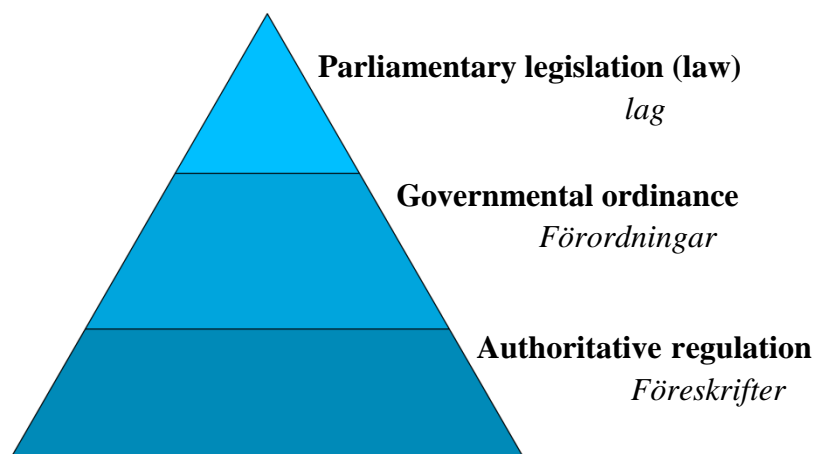 Parliamentary legislation (law)
lag
Governmental ordinance
Förordningar
Authoritative regulation
Föreskrifter